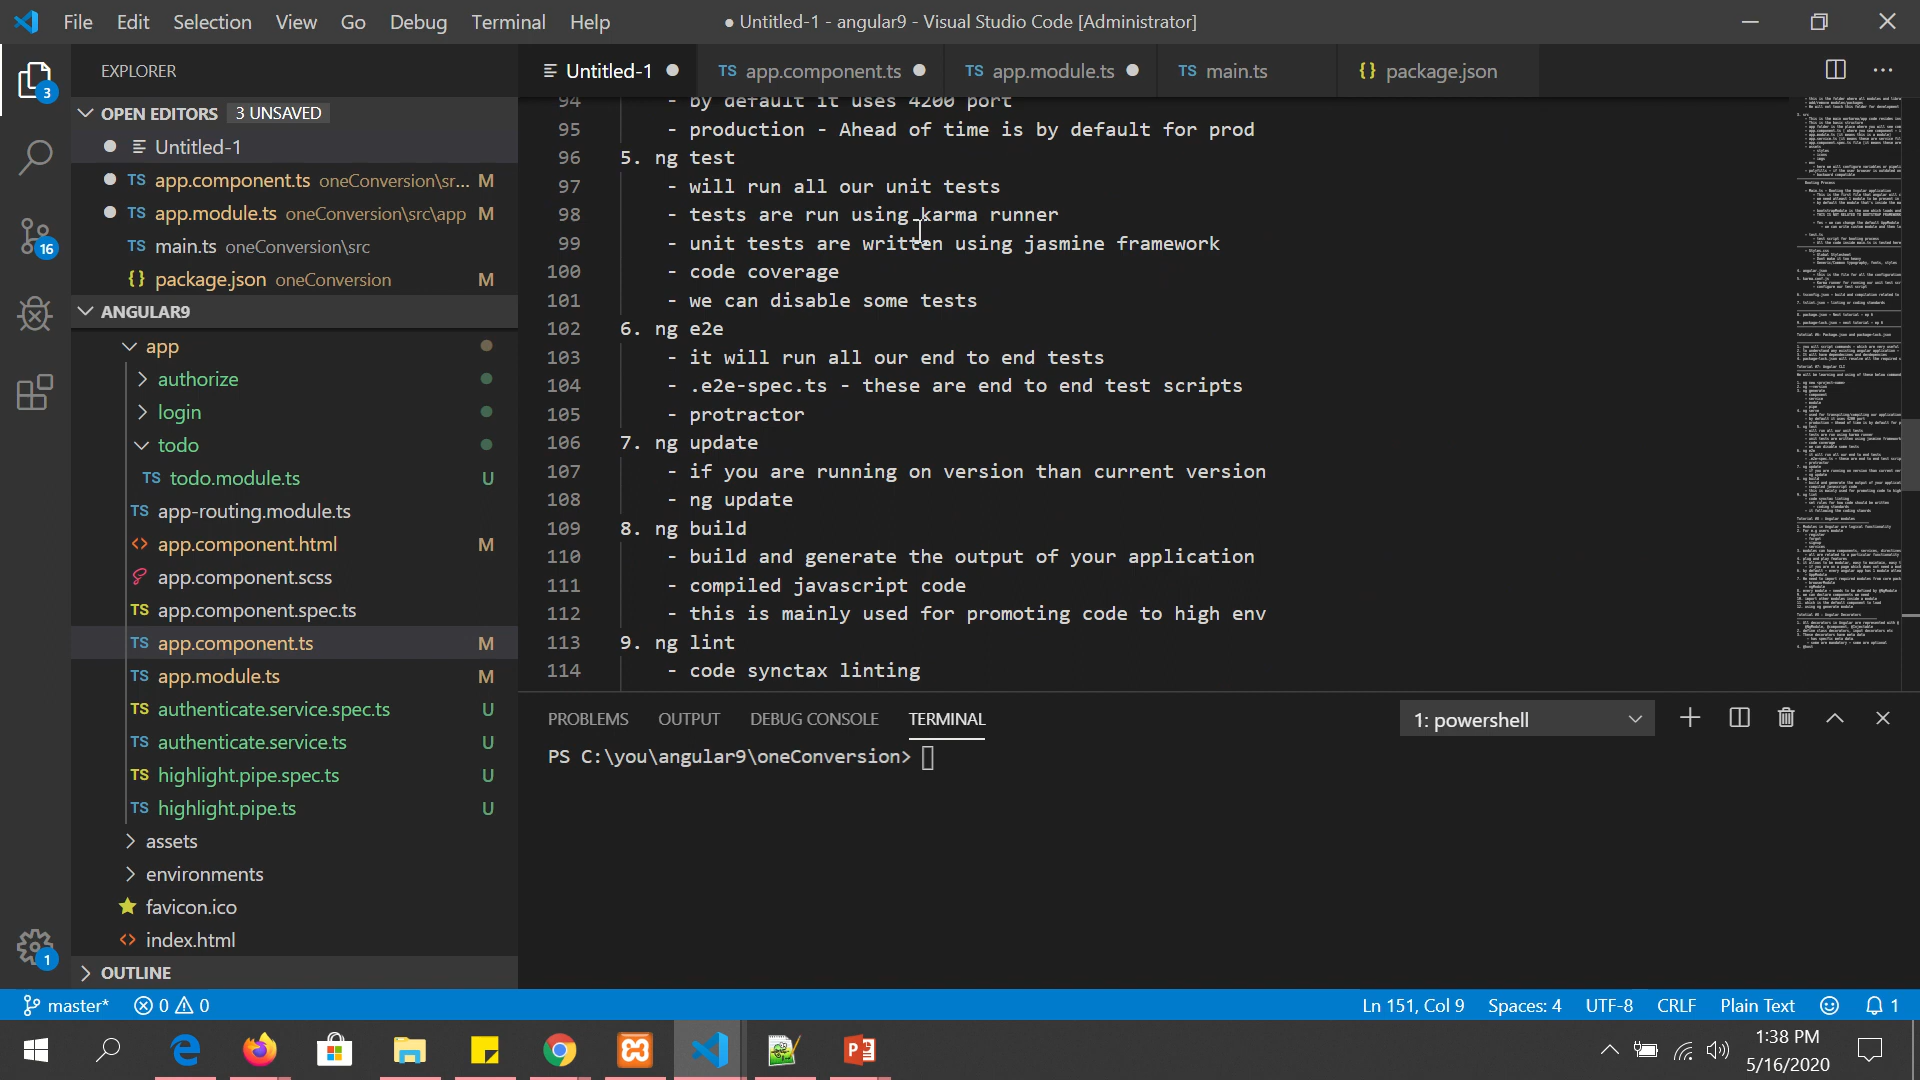 File Edit Selection View Go Debug Terminal Help
● Untitled-1 - angular9 - Visual Studio Code [Administrator]
EXPLORER
Untitled-1
TS app.component.ts
TS app.module.ts
TS main.ts
{} package.json
3
16
1
OPEN EDITORS 3 UNSAVED
Untitled-1
TS app.component.ts oneConversion\sr... M
TS app.module.ts oneConversion\src\app M
TS main.ts oneConversion\src
{} package.json oneConversion M
ANGULAR9
app
authorize
login
todo
TS todo.module.ts U
TS app-routing.module.ts
<> app.component.html M
app.component.scss
TS app.component.spec.ts
TS app.component.ts M
TS app.module.ts M
TS authenticate.service.spec.ts U
TS authenticate.service.ts U
TS highlight.pipe.spec.ts U
TS highlight.pipe.ts U
assets
environments
favicon.ico
<> index.html
OUTLINE
94 - by default it uses 4200 port
95 - production - Ahead of time is by default for prod
96 5. ng test
97 - will run all our unit tests
98 - tests are run using karma runner
99 - unit tests are written using jasmine framework
100 - code coverage
101 - we can disable some tests
102 6. ng e2e
103 - it will run all our end to end tests
104 - .e2e-spec.ts - these are end to end test scripts
105 - protractor
106 7. ng update
107 - if you are running on version than current version
108 - ng update
109 8. ng build
110 - build and generate the output of your application
111 - compiled javascript code
112 - this is mainly used for promoting code to high env
113 9. ng lint
114 - code synctax linting
PROBLEMS OUTPUT DEBUG CONSOLE TERMINAL
1: powershell
PS C:\you\angular9\oneConversion>
master* 0 0
Ln 151, Col 9 Spaces: 4 UTF-8 CRLF Plain Text 1
1:38 PM
5/16/2020